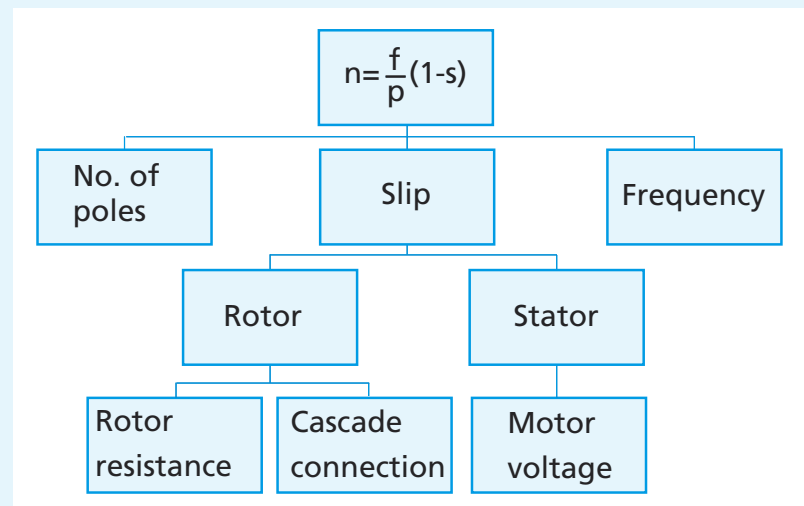 n=f/p(1-s)
No. of
poles
Slip
Frequency
Rotor
Stator
Rotor
resistance
Cascade
connection
Motor
voltage